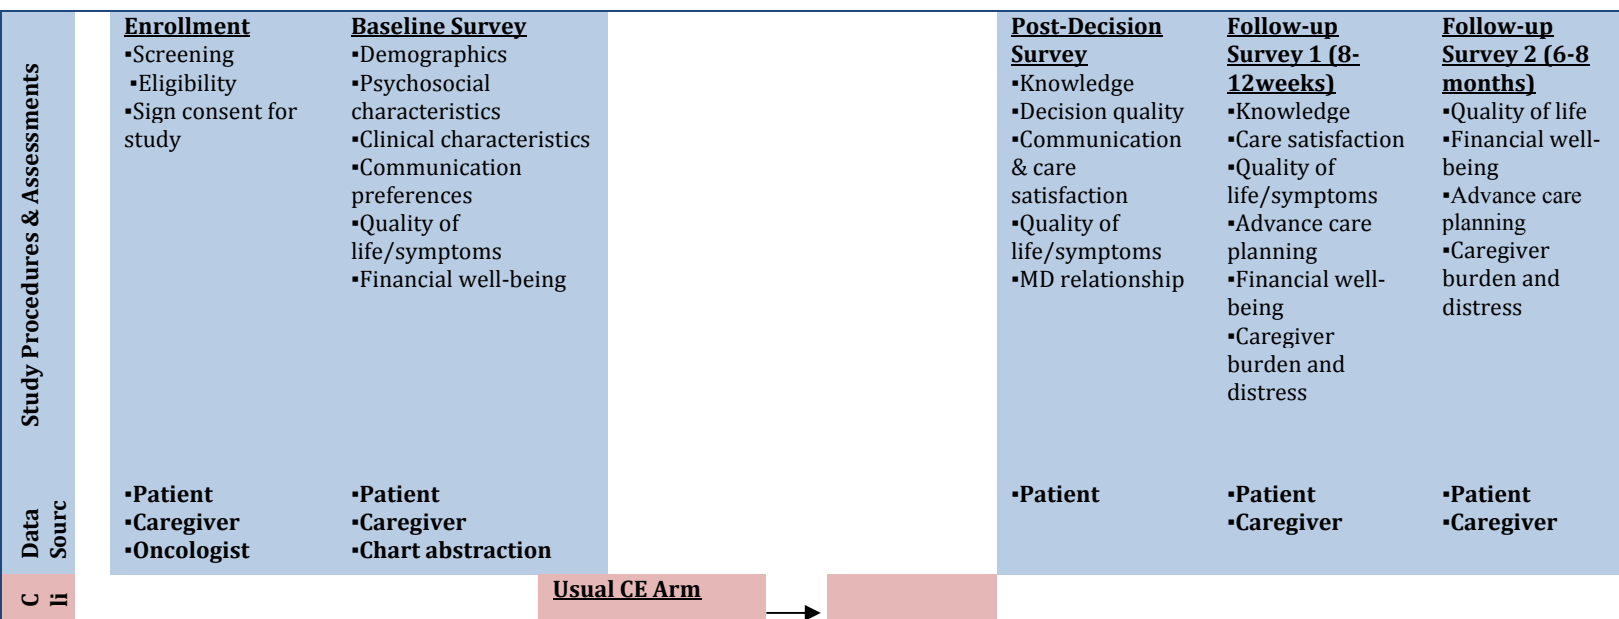 Study Procedures & Assessments
Enrollment
▪Screening
▪Eligibility
▪Sign consent for
study
Baseline Survey
▪Demographics
▪Psychosocial
characteristics
▪Clinical characteristics
▪Communication
preferences
▪Quality of
life/symptoms
▪Financial well-being
Post-Decision
Survey
▪Knowledge
▪Decision quality
▪Communication
& care
satisfaction
▪Quality of
life/symptoms
▪MD relationship
Follow-up
Survey 1 (8-
12weeks)
▪Knowledge
▪Care satisfaction
▪Quality of
life/symptoms
▪Advance care
planning
▪Financial well-
being
▪Caregiver
burden and
distress
Follow-up
Survey 2 (6-8
months)
▪Quality of life
▪Financial well-
being
▪Advance care
planning
▪Caregiver
burden and
distress
Data
Sourc
▪Patient
▪Caregiver
▪Oncologist
▪Patient
▪Caregiver
▪Chart abstraction
▪Patient
▪Patient
▪Caregiver
▪Patient
▪Caregiver
C
li
Usual CE Arm